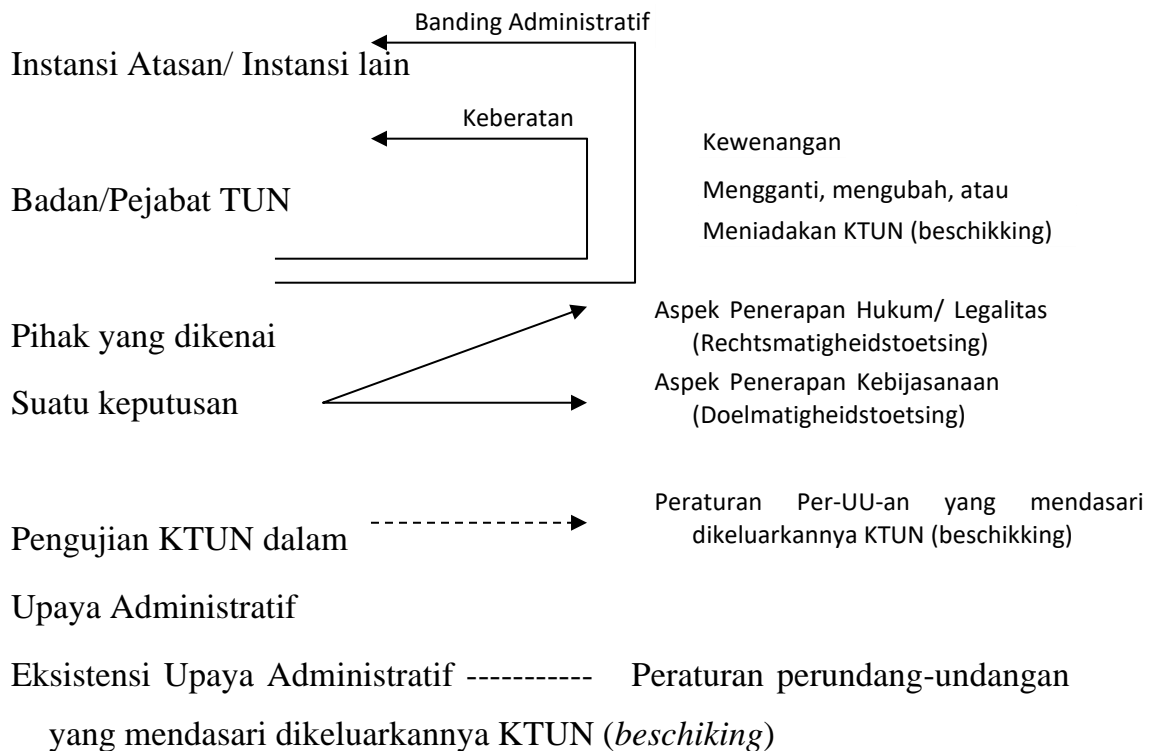 Banding Administratif
Instansi Atasan/ Instansi lain
Keberatan
Kewenangan
Badan/Pejabat TUN
Mengganti, mengubah, atau
Meniadakan KTUN (beschikking)
Pihak yang dikenai
Aspek Penerapan Hukum/ Legalitas
(Rechtsmatigheidstoetsing)
Suatu keputusan
Aspek Penerapan Kebijasanaan
(Doelmatigheidstoetsing)
Pengujian KTUN dalam
Peraturan Per-UU-an yang mendasari
dikeluarkannya KTUN (beschikking)
Upaya Administratif
Eksistensi Upaya Administratif ----------- Peraturan perundang-undangan
yang mendasari dikeluarkannya KTUN (beschiking)